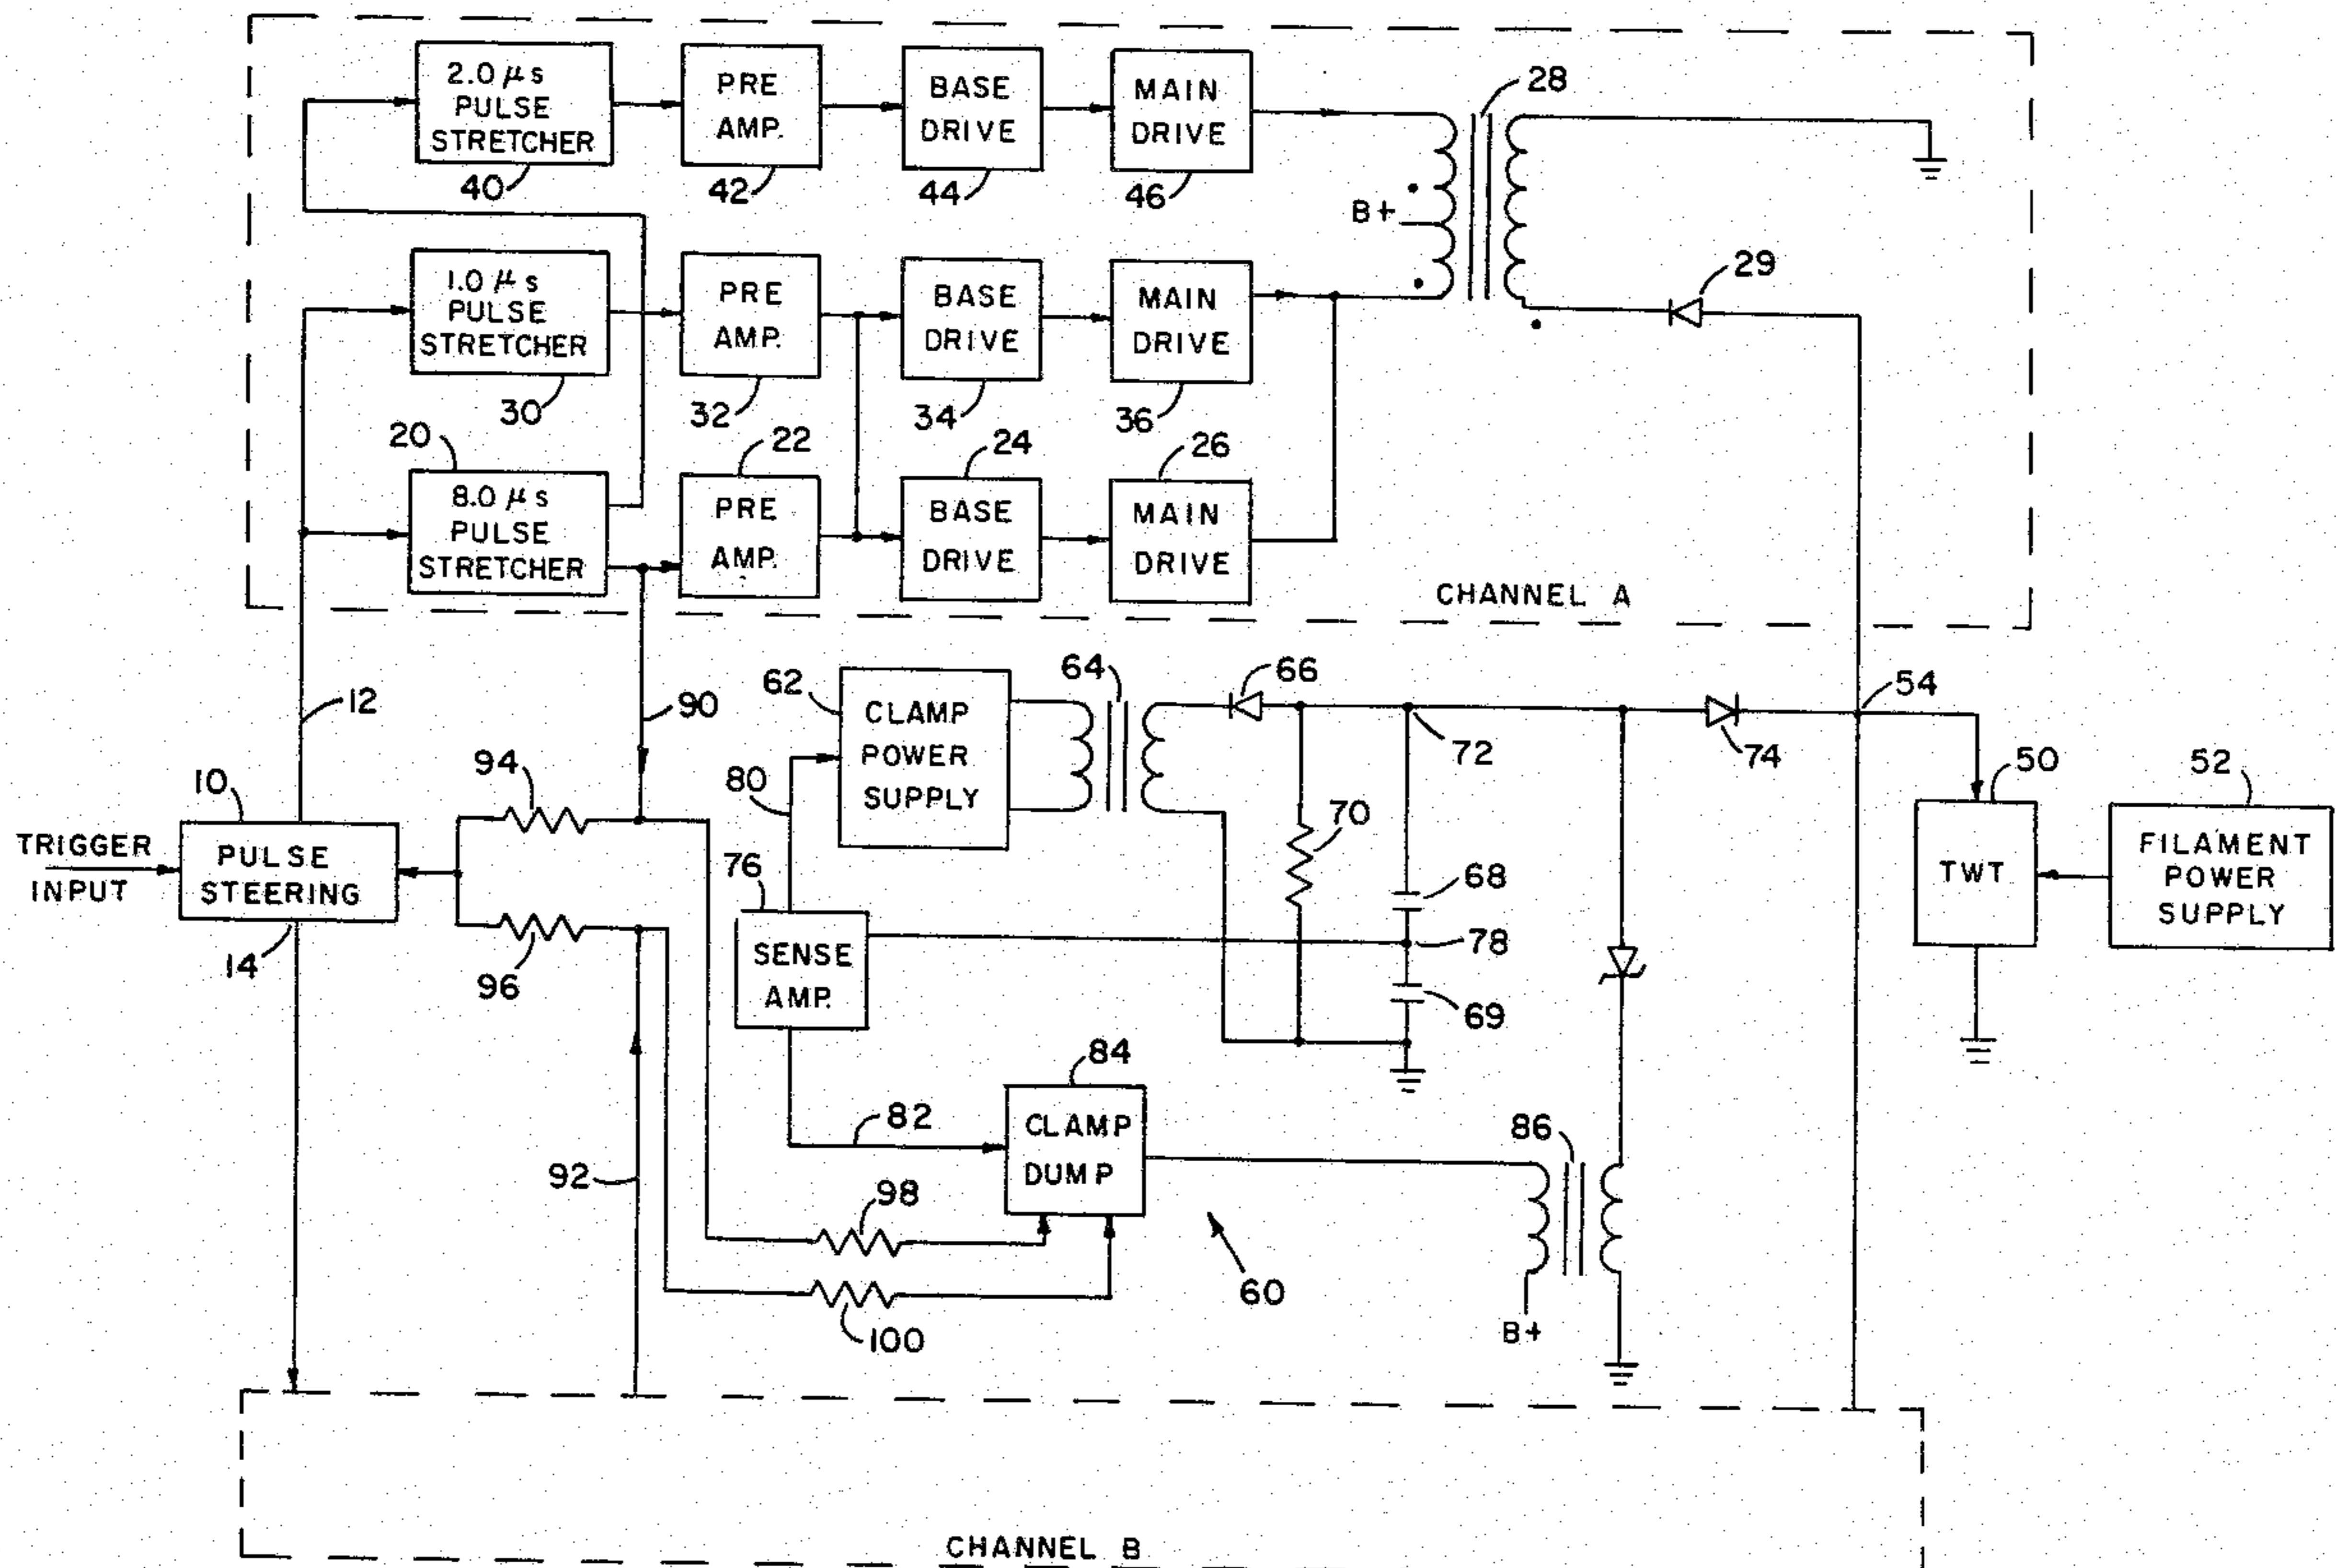 2.0 μs
PULSE
STRETCHER
40
PRE
AMP.
42
BASE
DRIVE
44
MAIN
DRIVE
46
28
B+
29
1.0 μs
PULSE
STRETCHER
30
PRE
AMP.
32
BASE
DRIVE
34
MAIN
DRIVE
36
20
8.0 μs
PULSE
STRETCHER
22
PRE
AMP.
24
BASE
DRIVE
26
MAIN
DRIVE
CHANNEL A
12
90
62
CLAMP
POWER
SUPPLY
64
66
72
74
54
50
TWT
52
FILAMENT
POWER
SUPPLY
10
TRIGGER
INPUT
PULSE
STEERING
14
94
96
80
76
SENSE
AMP.
70
68
78
69
82
84
CLAMP
DUMP
86
B+
92
98
100
60
CHANNEL B